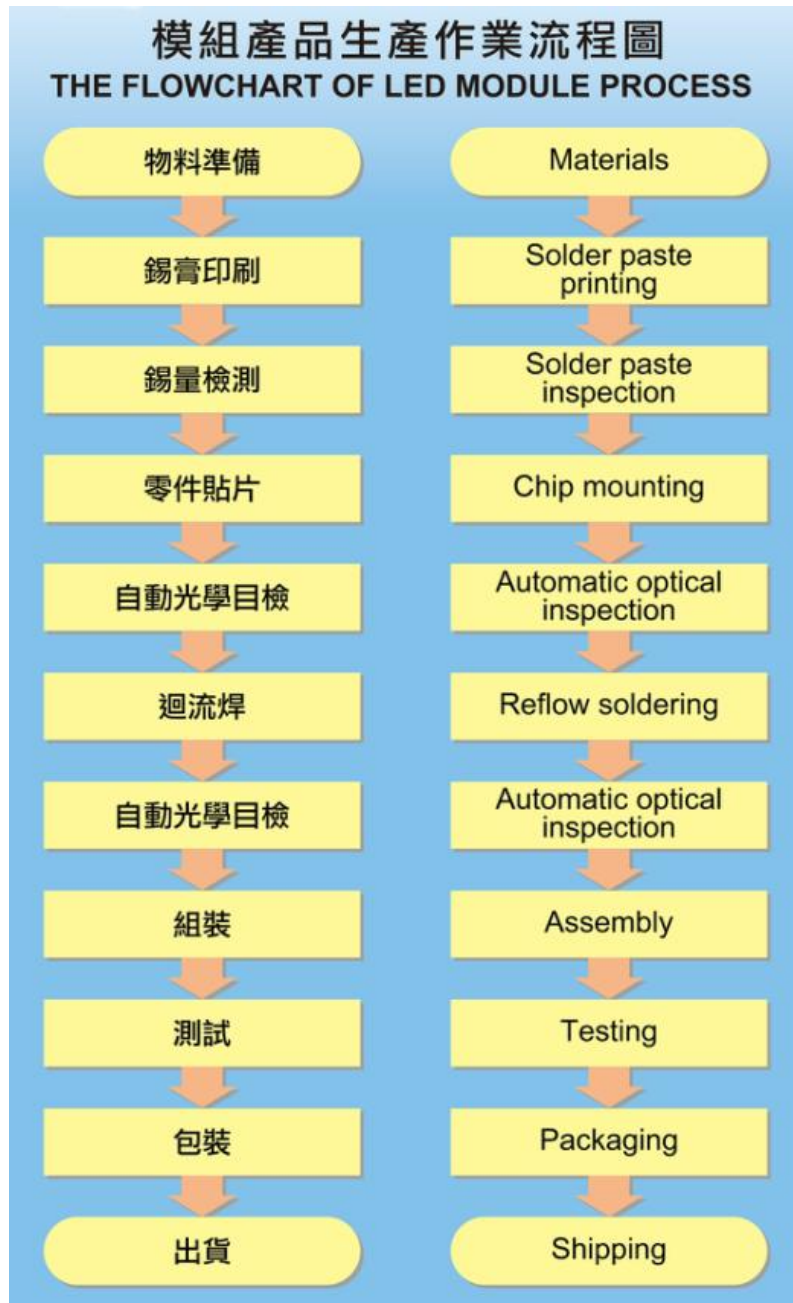 模組產品生產作業流程圖
THE FLOWCHART OF LED MODULE PROCESS
物料準備
錫膏印刷
錫量檢測
零件貼片
自動光學目檢
迴流焊
自動光學目檢
組裝
測試
包裝
出貨
Materials
Solder paste
printing
Solder paste
inspection
Chip mounting
Automatic optical
inspection
Reflow soldering
Automatic optical
inspection
Assembly
Testing
Packaging
Shipping